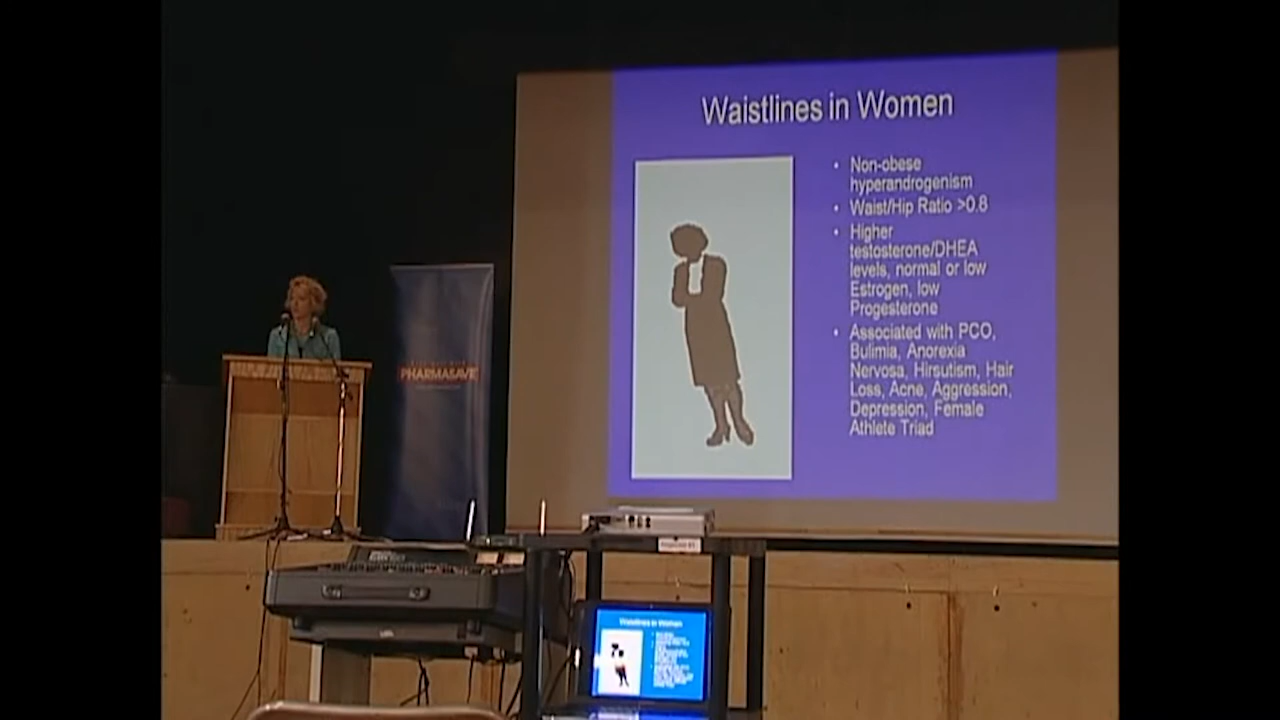 Waistlines in Women
• Non-obese
hyperandrogenism
• Waist/Hip Ratio >0.8
• Higher
testosterone/DHEA
levels, normal or low
Estrogen, low
Progesterone
• Associated with PCO,
Bulimia, Anorexia
Nervosa, Hirsutism, Hair
Loss, Acne, Aggression,
Depression, Female
Athlete Triad
PHARMASAVE
Waistlines in Women